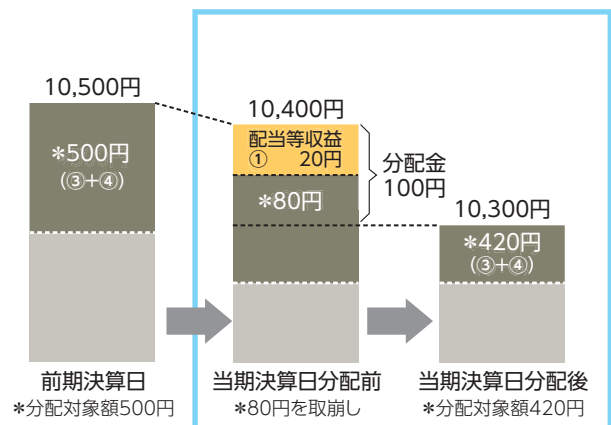 10,500円
*500円
(③+④)
前期決算日
*分配対象額500円
10,400円
配当等収益
① 20円
*80円
分配金
100円
当期決算日分配前
*80円を取崩し
10,300円
*420円
(③+④)
当期決算日分配後
*分配対象額420円